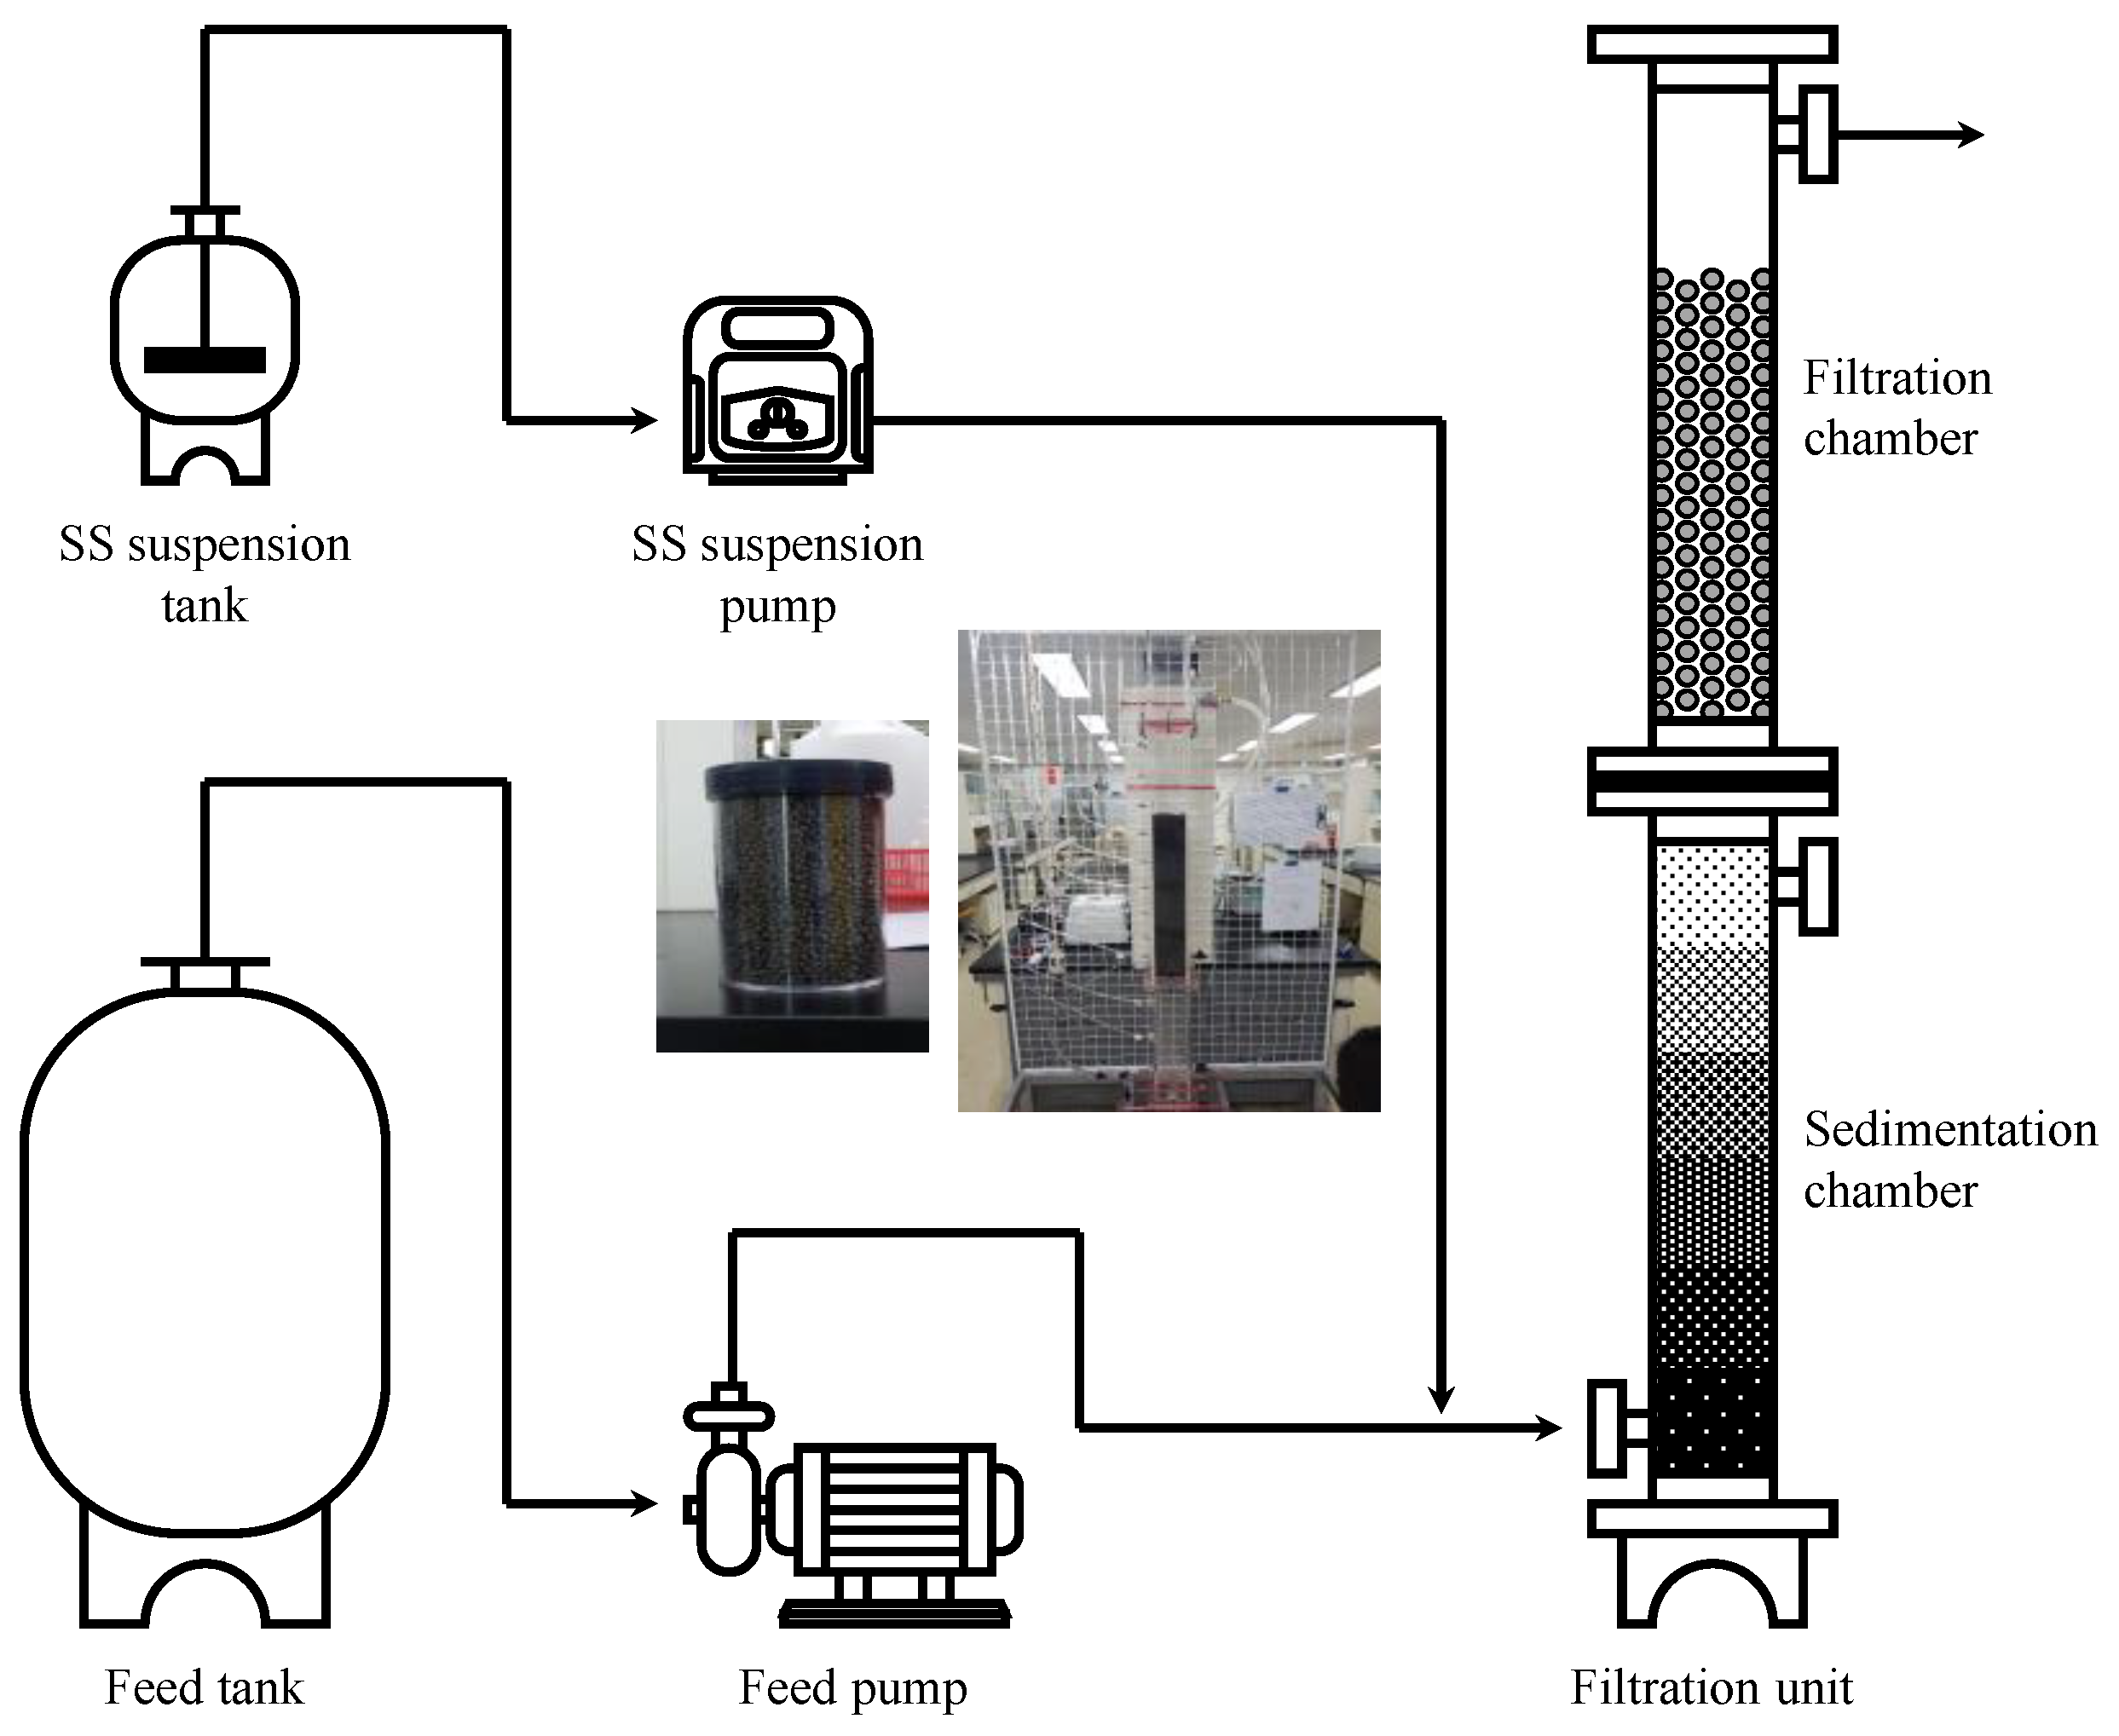 Filtration
chamber
SS suspension
tank
SS suspension
pump
Sedimentation
chamber
Feed tank
Feed pump
Filtration unit